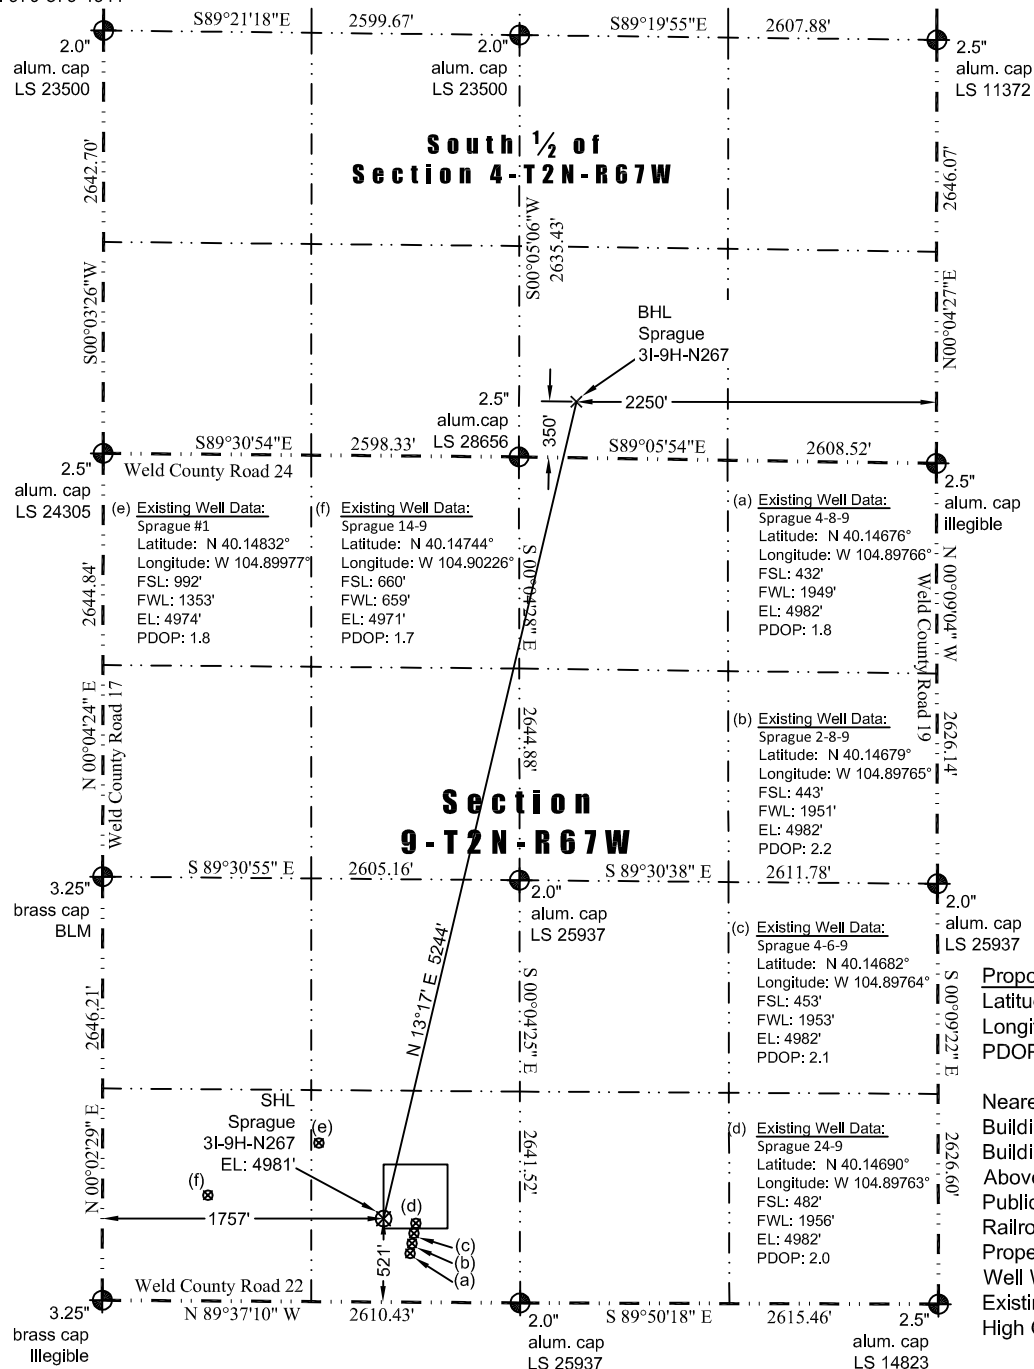 S89°21'18"E 2599.67' S89°19'55"E 2607.88'
2.0"
alum. cap
LS 23500
2.0"
alum. cap
LS 23500
2.5"
alum. cap
LS 11372
South ½ of
Section 4-T2N-R67W
2642.70'
S00°03'26"W
S00°05'06"W
2635.43'
2646.07'
N00°04'27"E
BHL
Sprague
3I-9H-N267
2250'
350'
2.5"
alum.cap
LS 28656
S89°30'54"E 2598.33' S89°05'54"E 2608.52'
Weld County Road 24
2.5"
alum. cap
LS 24305
2.5"
alum. cap
illegible
(e) Existing Well Data:
Sprague #1
Latitude: N 40.14832°
Longitude: W 104.89977°
FSL: 992'
FWL: 1353'
EL: 4974'
PDOP: 1.8
(f) Existing Well Data:
Sprague 14-9
Latitude: N 40.14744°
Longitude: W 104.90226°
FSL: 660'
FWL: 659'
EL: 4971'
PDOP: 1.7
(a) Existing Well Data:
Sprague 4-8-9
Latitude: N 40.14676°
Longitude: W 104.89766°
FSL: 432'
FWL: 1949'
EL: 4982'
PDOP: 1.8
2644.84'
N 00°04'24" E
Weld County Road 17
S 00°04'28" E
2644.88'
N 00°09'04" W
Weld County Road 19
2626.14'
(b) Existing Well Data:
Sprague 2-8-9
Latitude: N 40.14679°
Longitude: W 104.89765°
FSL: 443'
FWL: 1951'
EL: 4982'
PDOP: 2.2
Section
9-T2N-R67W
S 89°30'55" E 2605.16' S 89°30'38" E 2611.78'
3.25"
brass cap
BLM
2.0"
alum. cap
LS 25937
2.0"
alum. cap
LS 25937
(c) Existing Well Data:
Sprague 4-6-9
Latitude: N 40.14682°
Longitude: W 104.89764°
FSL: 453'
FWL: 1953'
EL: 4982'
PDOP: 2.1
N 13°17' E 5244'
2646.21'
N 00°02'29" E
S 00°04'25" E
2641.52'
S 00°09'22" E
2626.60'
SHL
Sprague
3I-9H-N267
EL: 4981'
(e)
(f)
(d)
(c)
(b)
(a)
1757'
521'
(d) Existing Well Data:
Sprague 24-9
Latitude: N 40.14690°
Longitude: W 104.89763°
FSL: 482'
FWL: 1956'
EL: 4982'
PDOP: 2.0
Weld County Road 22
N 89°37'10" W 2610.43' S 89°50'18" E 2615.46'
3.25"
brass cap
Illegible
2.0"
alum. cap
LS 25937
2.5"
alum. cap
LS 14823
PDOP
Well